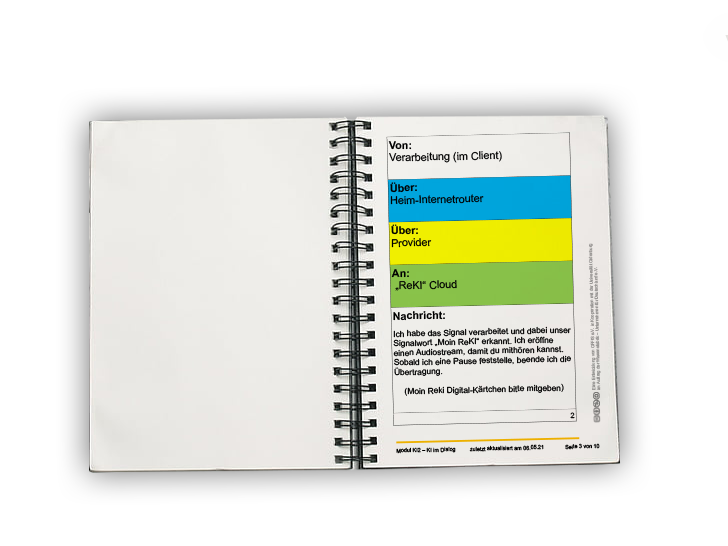 Von:
Verarbeitung (im Client)
Über:
Heim-Internetrouter
Über:
Provider
An:
„ReKI“ Cloud
Nachricht:
Ich habe das Signal verarbeitet und dabei unser
Signalwort „Moin ReKI“ erkannt. Ich eröffne
einen Audiostream, damit du mithören kannst.
Sobald ich eine Pause feststelle, beende ich die
Übertragung.
(Moin Reki Digital-Kärtchen bitte mitgeben)
2
Modul KI2 – KI im Dialog zuletzt aktualisiert am 06.05.21 Seite 3 von 10